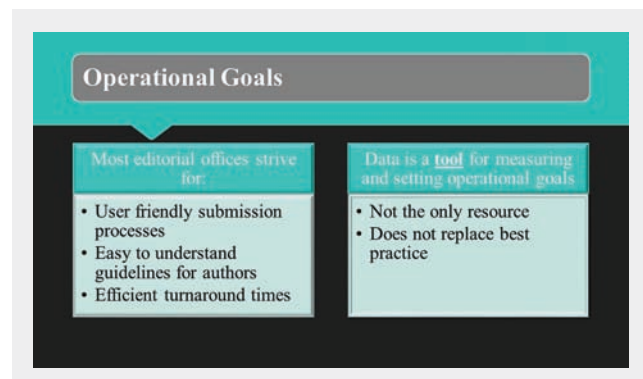 Operational Goals
Most editorial offices strive
for:
• User friendly submission
processes
• Easy to understand
guidelines for authors
• Efficient turnaround times
Data is a tool for measuring
and setting operational goals
• Not the only resource
• Does not replace best
practice